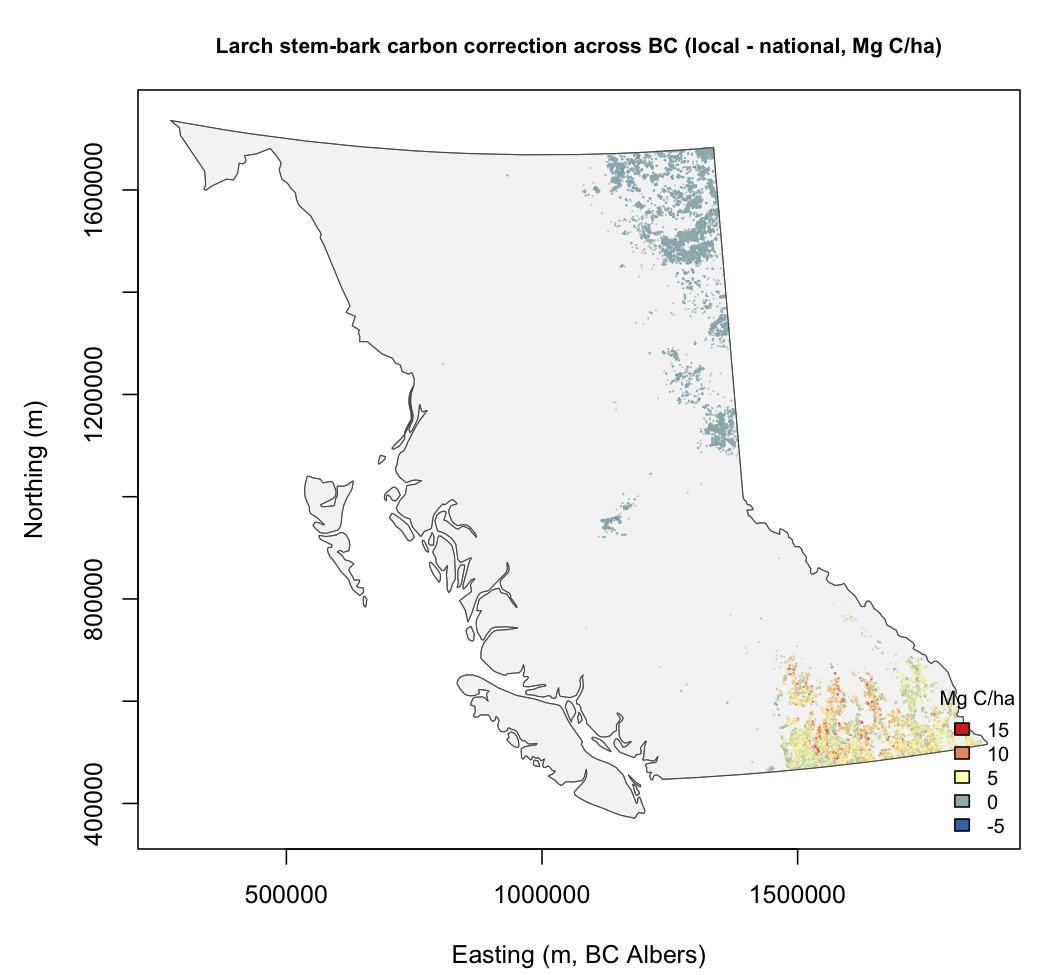 Larch stem-bark carbon correction across BC (local - national, Mg C/ha)
Northing (m)
1600000
1200000
800000
400000
Mg C/ha
15
10
5
0
-5
500000 1000000 1500000
Easting (m, BC Albers)